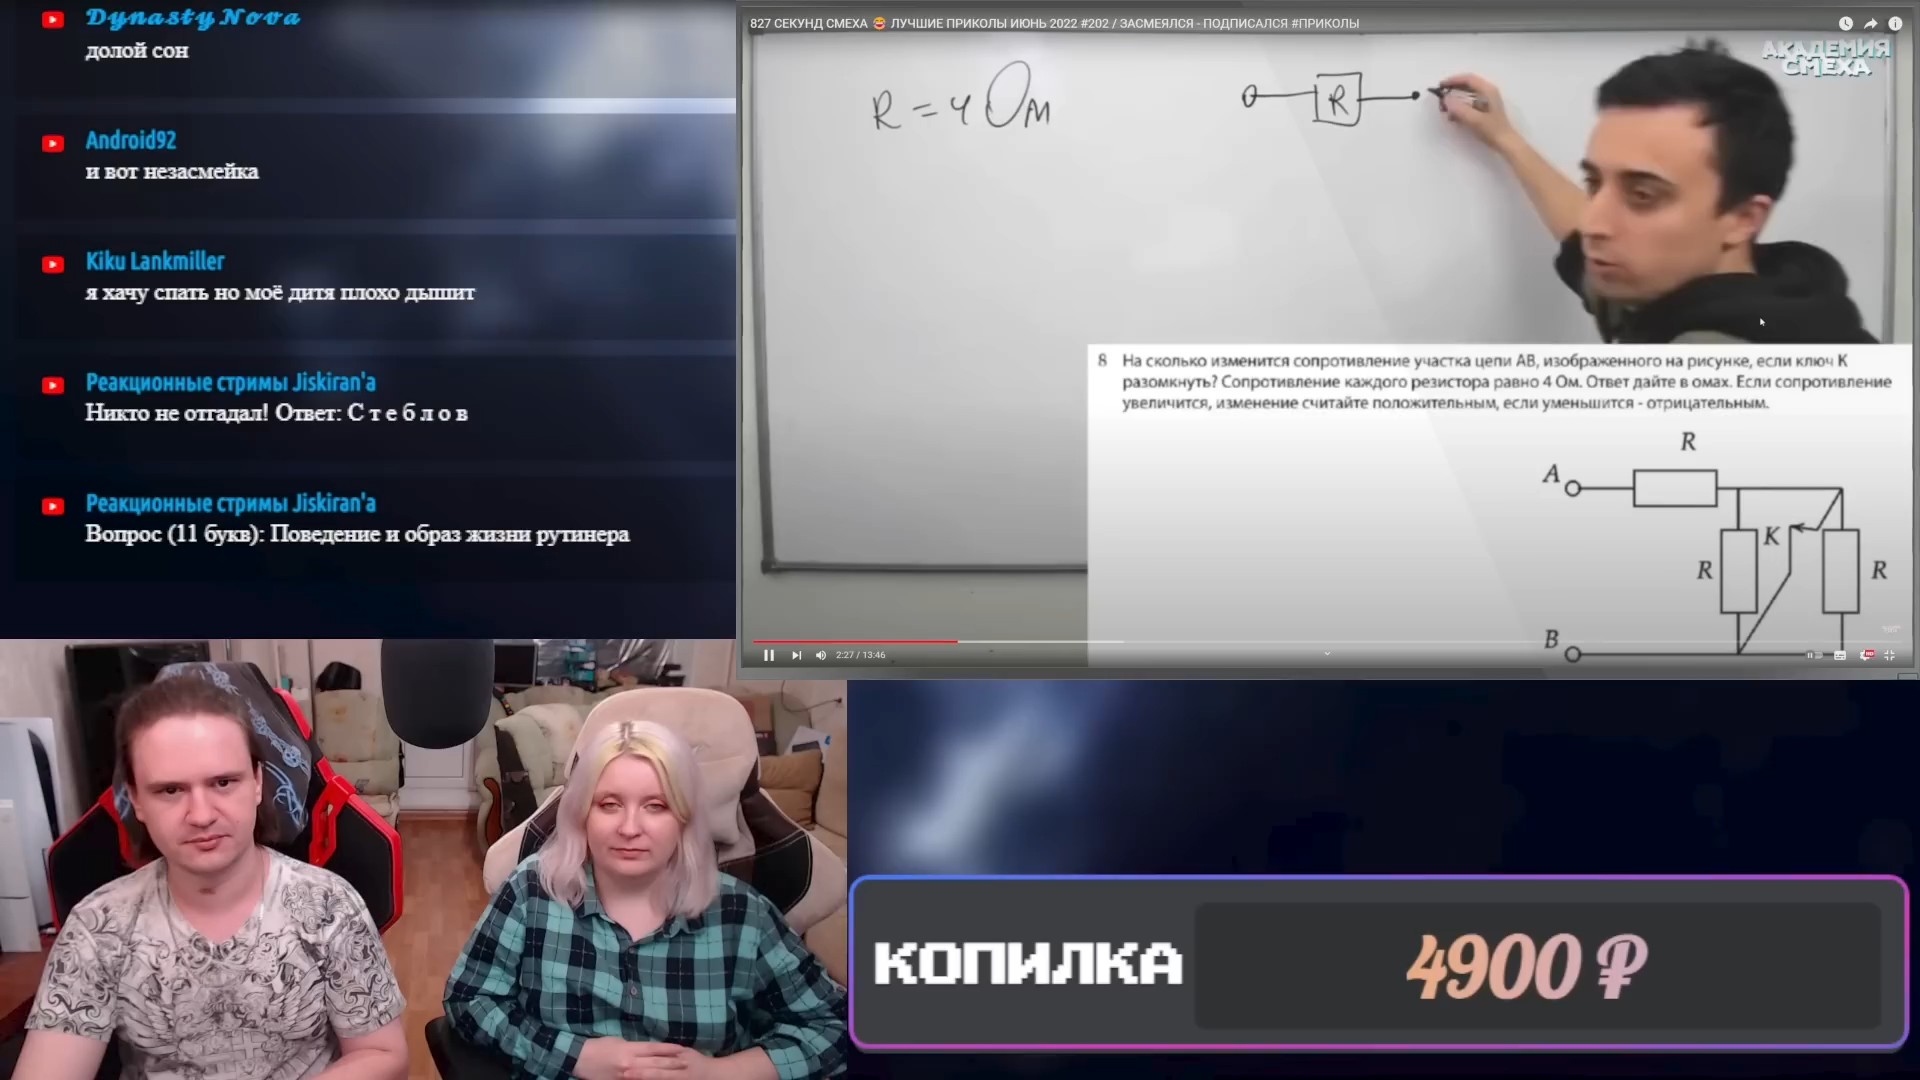 Dynasty Nova
долой сон
Android92
и вот незасмейка
Kiku Lankmiller
я хачу спать но моё дитя плохо дышит
Реакционные стримы Jiskiran'a
Никто не отгадал! Ответ: С т е б л о в
Реакционные стримы Jiskiran'a
Вопрос (11 букв): Поведение и образ жизни рутинера
827 СЕКУНД СМЕХА 😂 ЛУЧШИЕ ПРИКОЛЫ ИЮНЬ 2022 #202 / ЗАСМЕЯЛСЯ - ПОДПИСАЛСЯ #ПРИКОЛЫ
АКАДЕМИЯ
СМЕХА
R = 4 Ом
R
8 На сколько изменится сопротивление участка цепи АВ, изображенного на рисунке, если ключ К
разомкнуть? Сопротивление каждого резистора равно 4 Ом. Ответ дайте в омах. Если сопротивление
увеличится, изменение считайте положительным, если уменьшится - отрицательным.
R
A
K
R
R
B
2:27 / 13:46
КОПИЛКА
4900 ₽